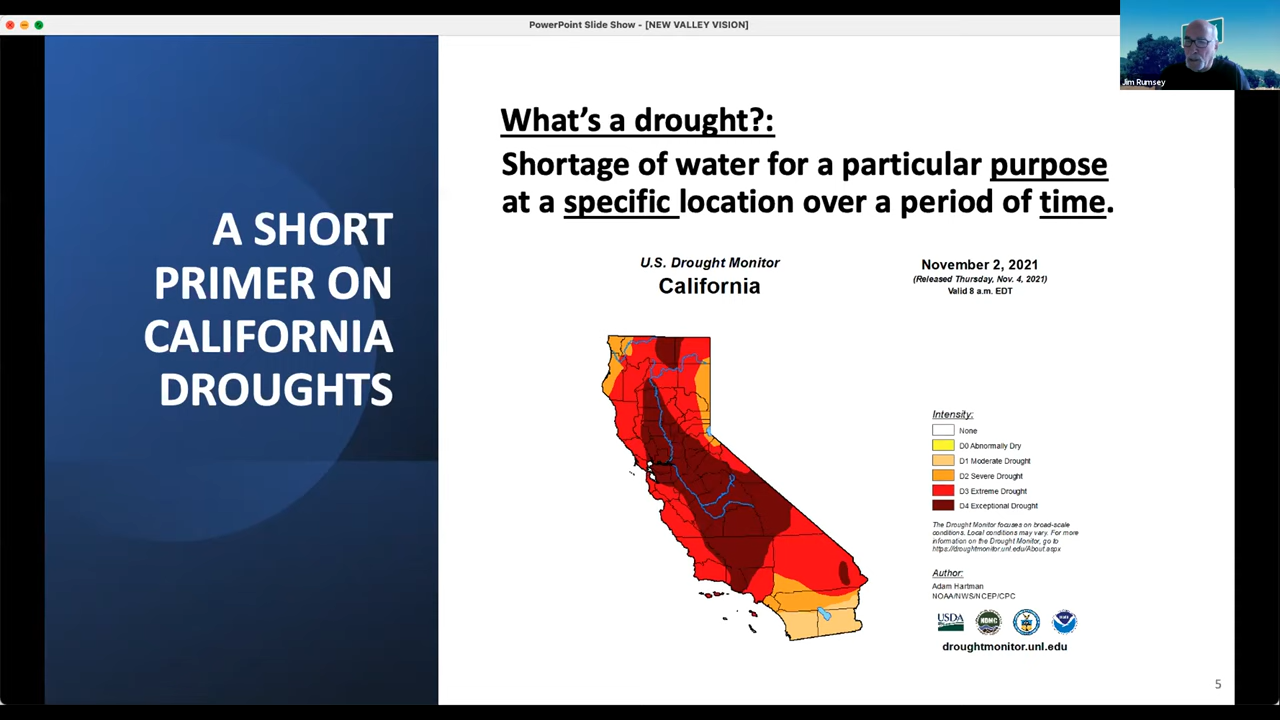 PowerPoint Slide Show - [NEW VALLEY VISION]
Jim Rumsey
A SHORT
PRIMER ON
CALIFORNIA
DROUGHTS
What's a drought?:
Shortage of water for a particular purpose
at a specific location over a period of time.
U.S. Drought Monitor
California
November 2, 2021
(Released Thursday, Nov. 4, 2021)
Valid 8 a.m. EDT
Intensity:
None
D0 Abnormally Dry
D1 Moderate Drought
D2 Severe Drought
D3 Extreme Drought
D4 Exceptional Drought
The Drought Monitor focuses on broad-scale
conditions. Local conditions may vary. For more
information on the Drought Monitor, go to
https://droughtmonitor.unl.edu/About.aspx
Author:
Adam Hartman
NOAA/NWS/NCEP/CPC
USDA
NDMC
droughtmonitor.unl.edu
5